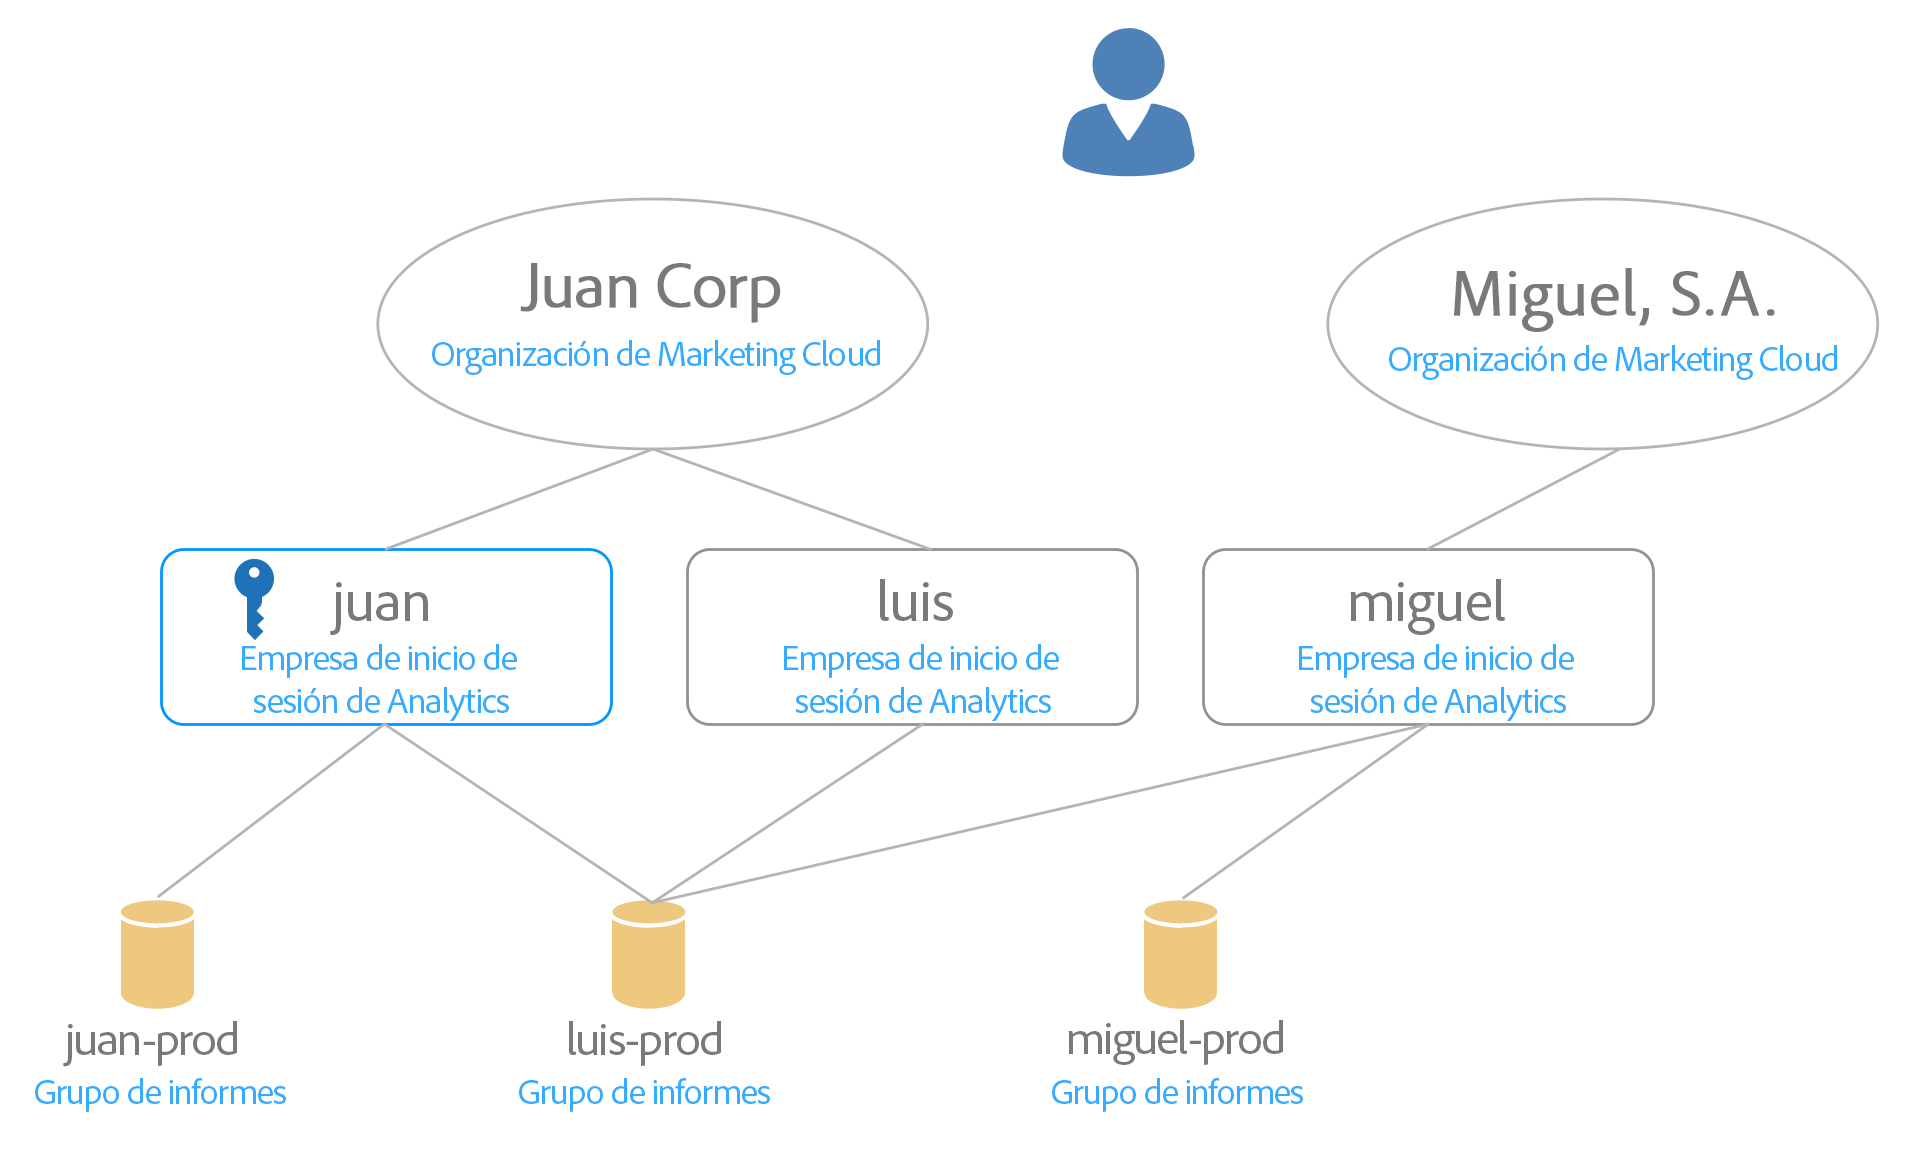 Juan Corp
Organización de Marketing Cloud
Miguel, S.A.
Organización de Marketing Cloud
juan
Empresa de inicio de
sesión de Analytics
luis
Empresa de inicio de
sesión de Analytics
miguel
Empresa de inicio de
sesión de Analytics
juan-prod
Grupo de informes
luis-prod
Grupo de informes
miguel-prod
Grupo de informes